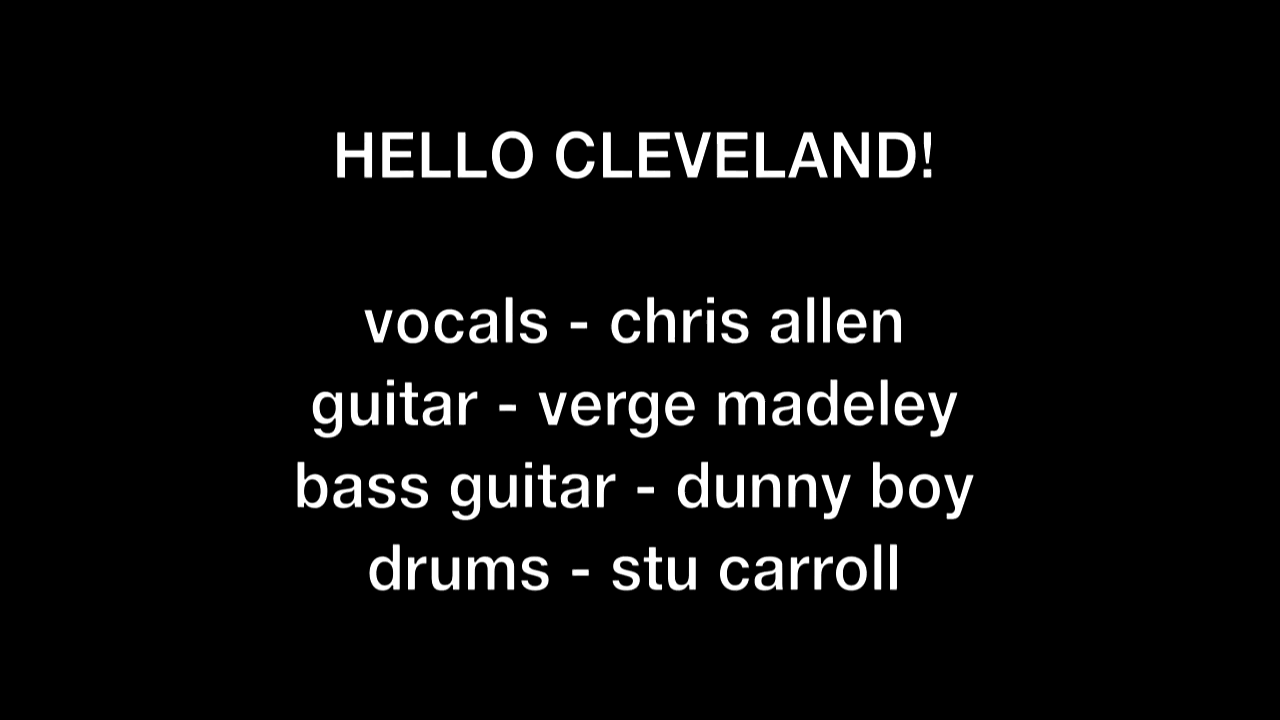 HELLO CLEVELAND!
vocals - chris allen
guitar - verge madeley
bass guitar - dunny boy
drums - stu carroll